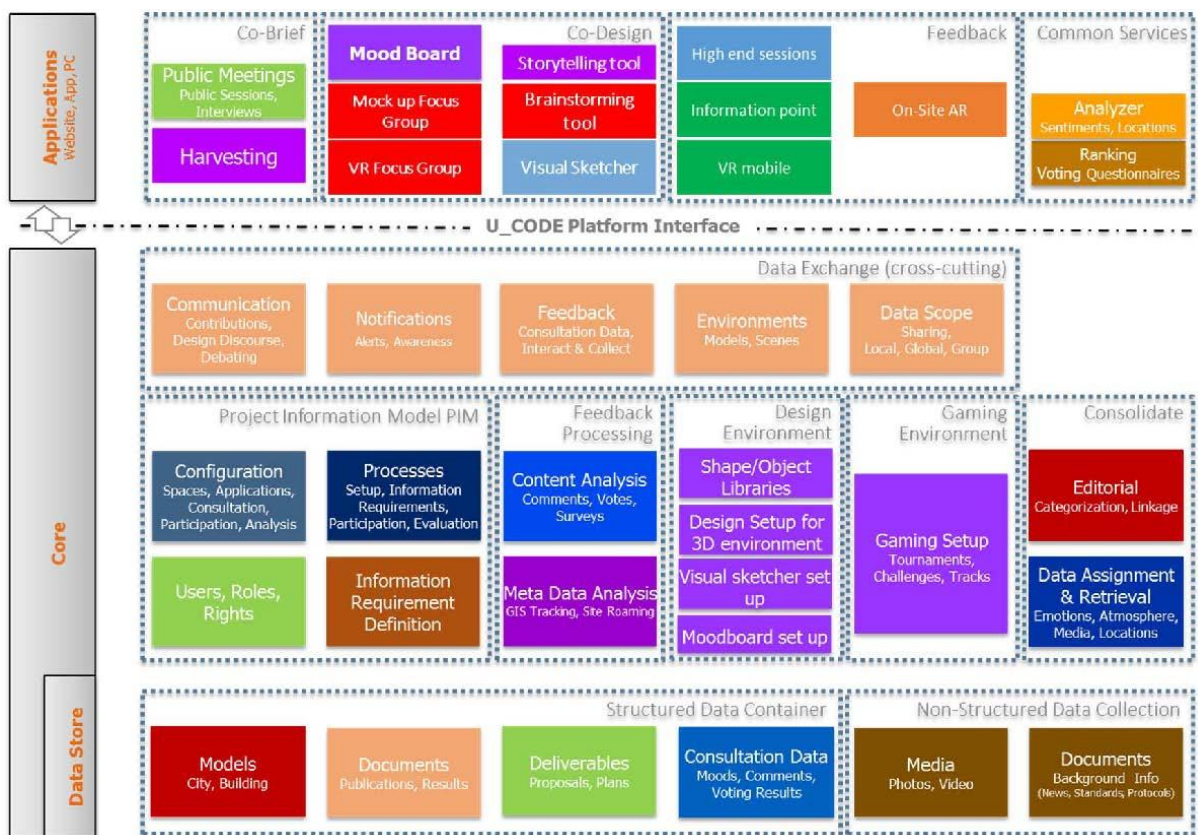 Applications
Website, App, PC
Co-Brief
Public Meetings
Public Sessions,
Interviews
Harvesting
Co-Design
Mood Board
Mock up Focus
Group
VR Focus Group
Storytelling tool
Brainstorming
tool
Visual Sketcher
Feedback
High end sessions
Information point
VR mobile
On-Site AR
Common Services
Analyzer
Sentiments, Locations
Ranking
Voting Questionnaires
U_CODE Platform Interface
Core
Data Exchange (cross-cutting)
Communication
Contributions,
Design Discourse,
Debating
Notifications
Alerts, Awareness
Feedback
Consultation Data,
Interact & Collect
Environments
Models, Scenes
Data Scope
Sharing,
Local, Global, Group
Project Information Model PIM
Configuration
Spaces, Applications,
Consultation,
Participation, Analysis
Processes
Setup, Information
Requirements,
Participation, Evaluation
Users, Roles,
Rights
Information
Requirement
Definition
Feedback
Processing
Content Analysis
Comments, Votes,
Surveys
Meta Data Analysis
GIS Tracking, Site Roaming
Design
Environment
Shape/Object
Libraries
Design Setup for
3D environment
Visual sketcher set
up
Moodboard set up
Gaming
Environment
Gaming Setup
Tournaments,
Challenges, Tracks
Consolidate
Editorial
Categorization, Linkage
Data Assignment
& Retrieval
Emotions, Atmosphere,
Media, Locations
Data Store
Structured Data Container
Models
City, Building
Documents
Publications, Results
Deliverables
Proposals, Plans
Consultation Data
Moods, Comments,
Voting Results
Non-Structured Data Collection
Media
Photos, Video
Documents
Background Info
(News, Standards, Protocols)